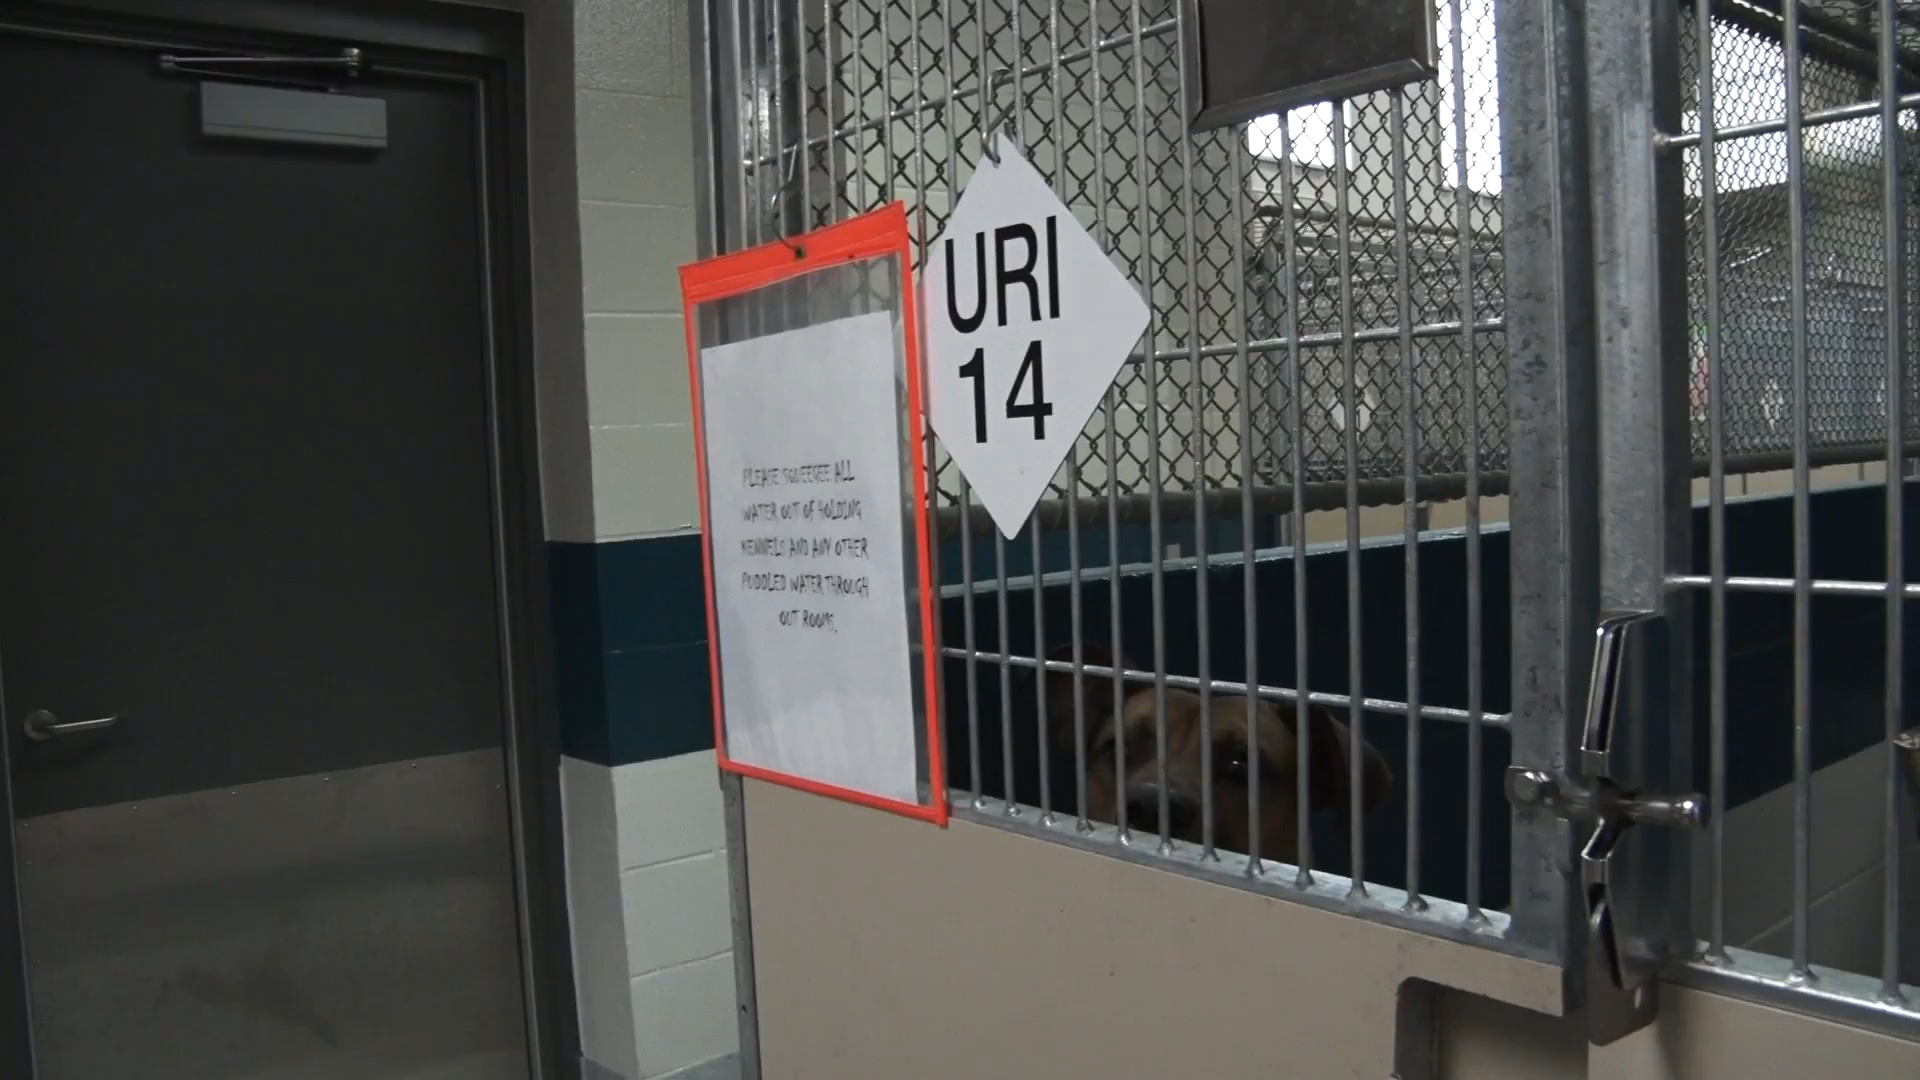 URI
14
PLEASE SQUEEGEE ALL
WATER OUT OF HOLDING
KENNELS AND ANY OTHER
PUDDLED WATER THROUGH
OUT ROOMS.